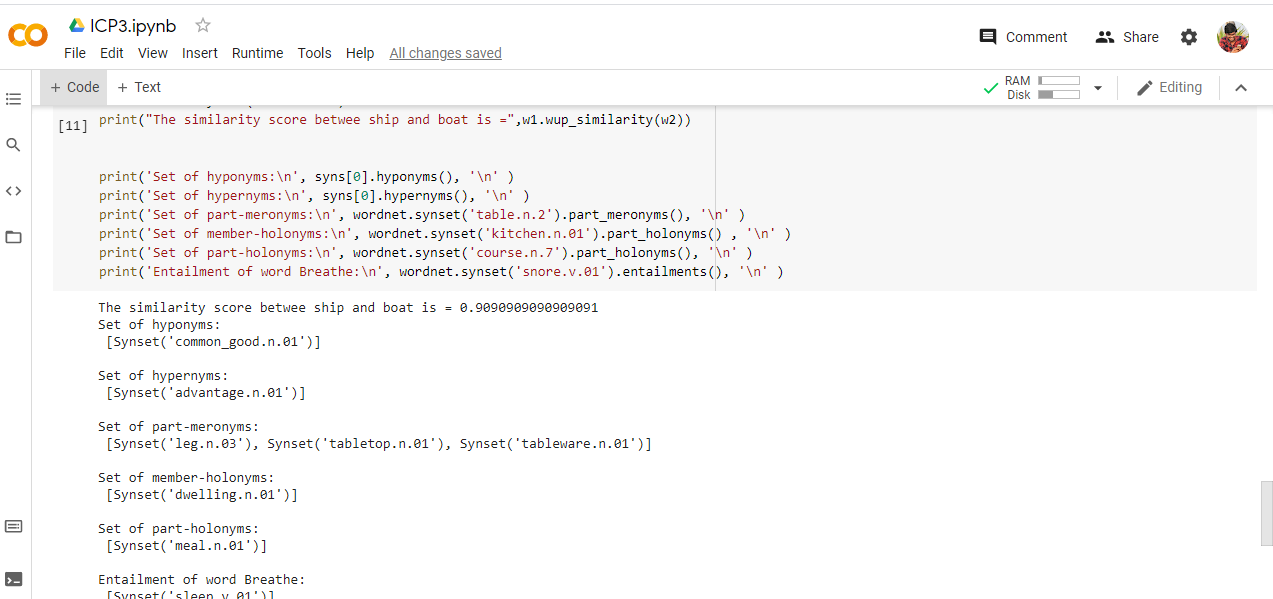 ICP3.ipynb
File Edit View Insert Runtime Tools Help All changes saved
Comment Share
+ Code + Text
RAM
Disk
Editing
[11] print("The similarity score betwee ship and boat is =",w1.wup_similarity(w2))
print('Set of hyponyms:\n', syns[0].hyponyms(), '\n' )
print('Set of hypernyms:\n', syns[0].hypernyms(), '\n' )
print('Set of part-meronyms:\n', wordnet.synset('table.n.2').part_meronyms(), '\n' )
print('Set of member-holonyms:\n', wordnet.synset('kitchen.n.01').part_holonyms() , '\n' )
print('Set of part-holonyms:\n', wordnet.synset('course.n.7').part_holonyms(), '\n' )
print('Entailment of word Breathe:\n', wordnet.synset('snore.v.01').entailments(), '\n' )
The similarity score betwee ship and boat is = 0.9090909090909091
Set of hyponyms:
[Synset('common_good.n.01')]
Set of hypernyms:
[Synset('advantage.n.01')]
Set of part-meronyms:
[Synset('leg.n.03'), Synset('tabletop.n.01'), Synset('tableware.n.01')]
Set of member-holonyms:
[Synset('dwelling.n.01')]
Set of part-holonyms:
[Synset('meal.n.01')]
Entailment of word Breathe:
[Synset('sleep.v.01')]